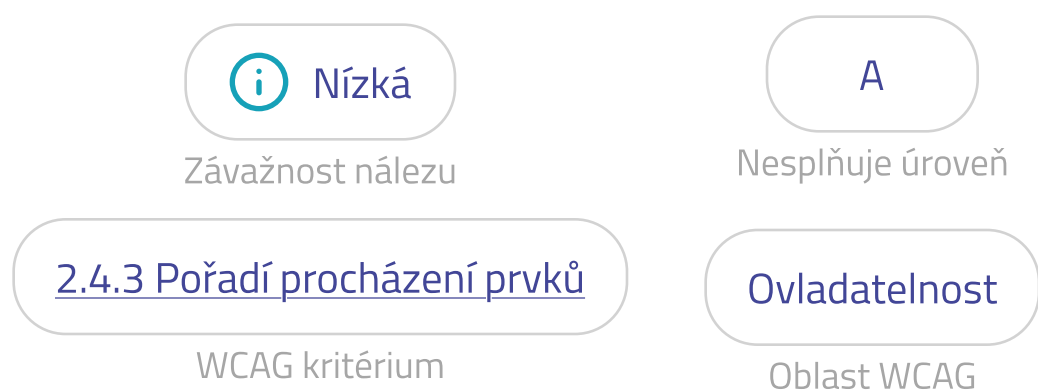 Nízká
Závažnost nálezu
A
Nesplňuje úroveň
2.4.3 Pořadí procházení prvků
WCAG kritérium
Ovladatelnost
Oblast WCAG